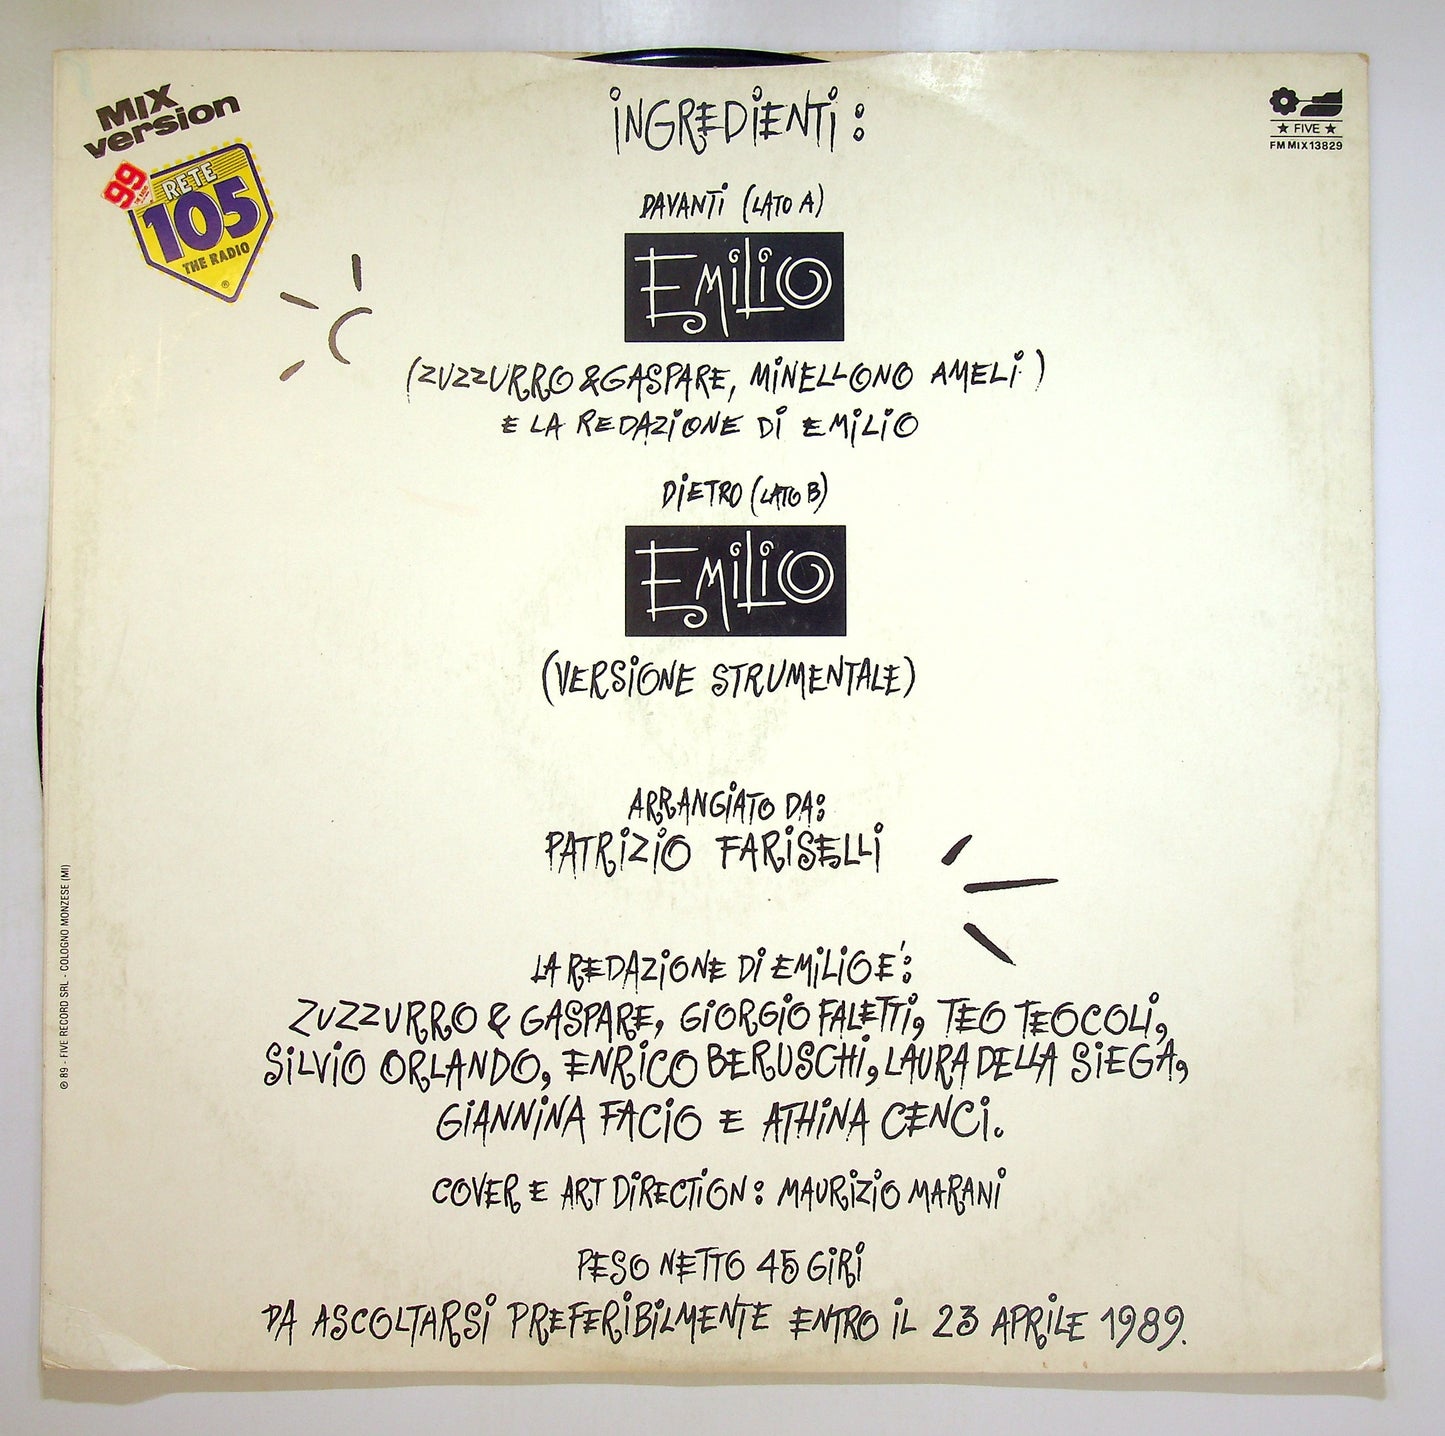 MIX
version
99
RETE
105
THE RADIO
®
★ FIVE ★
FM MIX 13829
INGREDIENTI:
DAVANTI (LATO A)
EMILIO
(ZUZZURRO & GASPARE, MINELLONO AMELI)
E LA REDAZIONE DI EMILIO
DIETRO (LATO B)
EMILIO
(VERSIONE STRUMENTALE)
ARRANGIATO DA:
PATRIZIO FARISELLI
LA REDAZIONE DI EMILIO E':
ZUZZURRO & GASPARE, GIORGIO FALETTI, TEO TEOCOLI,
SILVIO ORLANDO, ENRICO BERUSCHI, LAURA DELLA SIEGA,
GIANNINA FACIO E ATHINA CENCI.
COVER E ART DIRECTION: MAURIZIO MARANI
PESO NETTO 45 GIRI
DA ASCOLTARSI PREFERIBILMENTE ENTRO IL 23 APRILE 1989.
℗ 89 - FIVE RECORD SRL - COLOGNO MONZESE (MI)